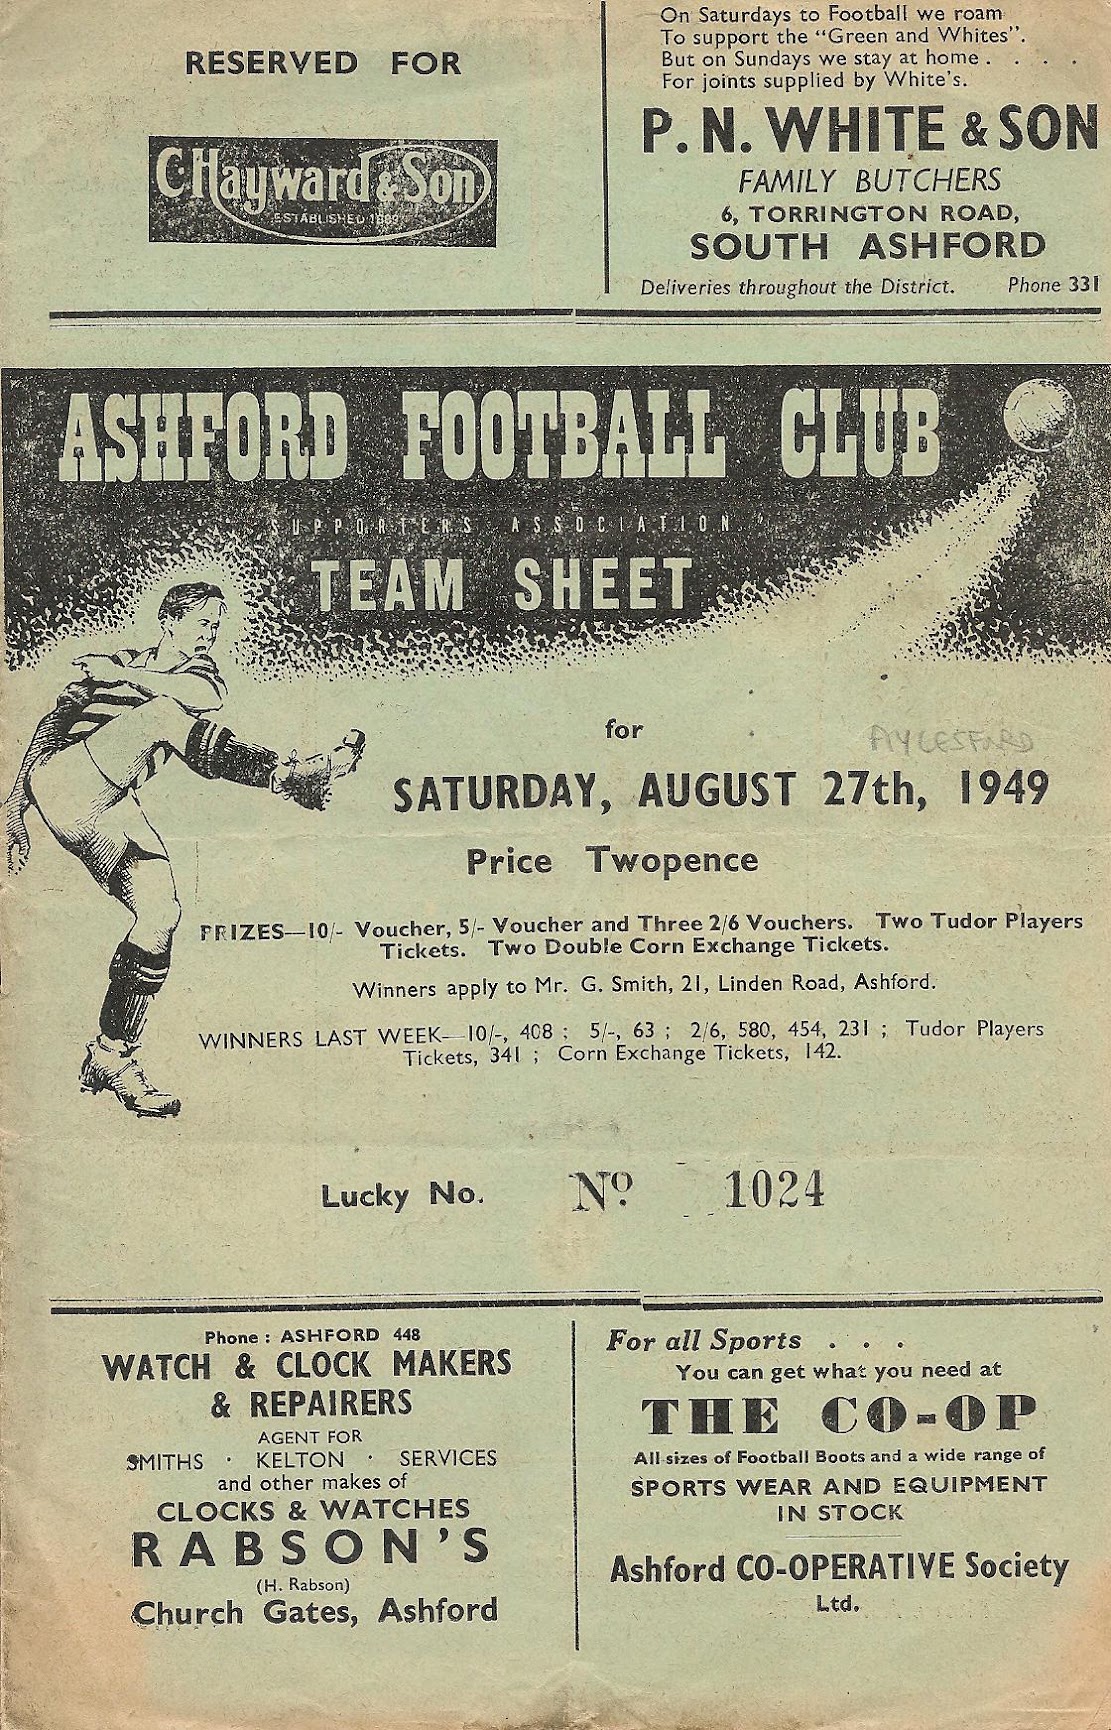 RESERVED FOR
C. Hayward & Son
ESTABLISHED
On Saturdays to Football we roam
To support the "Green and Whites".
But on Sundays we stay at home . . . .
For joints supplied by White's.
P. N. WHITE & SON
FAMILY BUTCHERS
6, TORRINGTON ROAD,
SOUTH ASHFORD
Deliveries throughout the District. Phone 331
ASHFORD FOOTBALL CLUB
SUPPORTERS ASSOCIATION
TEAM SHEET
for
AYLESFORD
SATURDAY, AUGUST 27th, 1949
Price Twopence
PRIZES—10/- Voucher, 5/- Voucher and Three 2/6 Vouchers. Two Tudor Players
Tickets. Two Double Corn Exchange Tickets.
Winners apply to Mr. G. Smith, 21, Linden Road, Ashford.
WINNERS LAST WEEK—10/-, 408 ; 5/-, 63 ; 2/6, 580, 454, 231 ; Tudor Players
Tickets, 341 ; Corn Exchange Tickets, 142.
Lucky No. No. 1024
Phone : ASHFORD 448
WATCH & CLOCK MAKERS
& REPAIRERS
AGENT FOR
SMITHS · KELTON · SERVICES
and other makes of
CLOCKS & WATCHES
RABSON'S
(H. Rabson)
Church Gates, Ashford
For all Sports . . .
You can get what you need at
THE CO-OP
All sizes of Football Boots and a wide range of
SPORTS WEAR AND EQUIPMENT
IN STOCK
Ashford CO-OPERATIVE Society
Ltd.